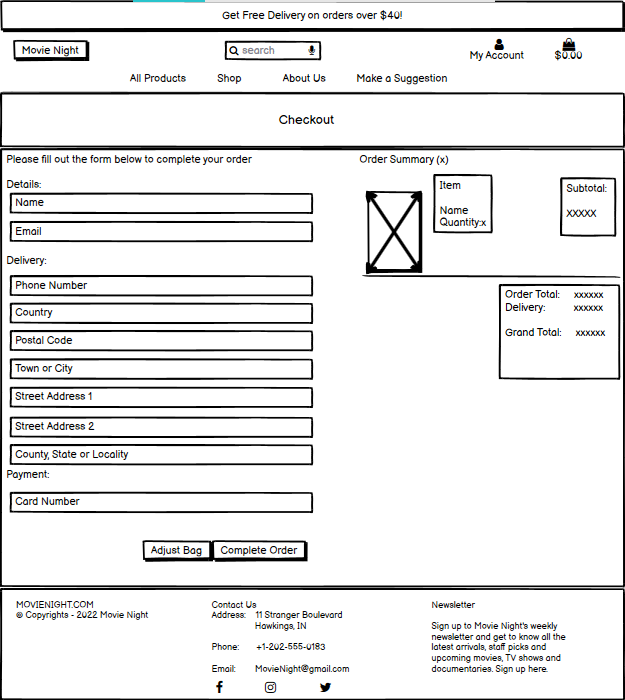 Get Free Delivery on orders over $40!
Movie Night
search
My Account
$0.00
All Products
Shop
About Us
Make a Suggestion
Checkout
Please fill out the form below to complete your order
Details:
Name
Email
Delivery:
Phone Number
Country
Postal Code
Town or City
Street Address 1
Street Address 2
County, State or Locality
Payment:
Card Number
Adjust Bag
Complete Order
Order Summary (x)
Item
Name
Quantity:x
Subtotal:
XXXXX
Order Total: xxxxxx
Delivery: xxxxxx
Grand Total: xxxxxx
MOVIENIGHT.COM
© Copyrights - 2022 Movie Night
Contact Us
Address: 11 Stranger Boulevard
Hawkings, IN
Phone: +1-202-555-0183
Email: MovieNight@gmail.com
Newsletter
Sign up to Movie Night's weekly
newsletter and get to know all the
latest arrivals, staff picks and
upcoming movies, TV shows and
documentaries. Sign up here.